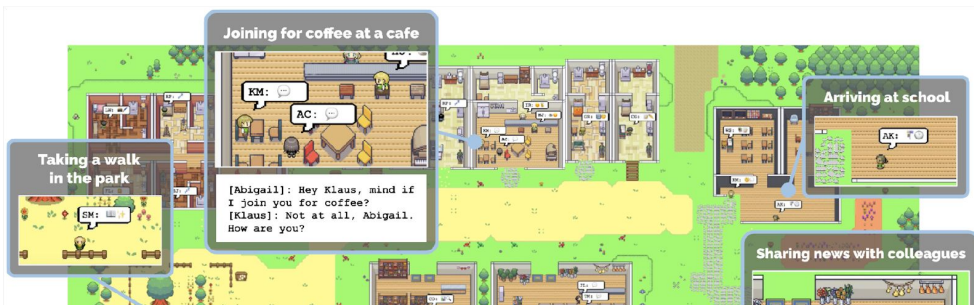 Joining for coffee at a cafe
KM:
AC:
[Abigail]: Hey Klaus, mind if
I join you for coffee?
[Klaus]: Not at all, Abigail.
How are you?
Taking a walk
in the park
SM:
Arriving at school
AK:
AK:
Sharing news with colleagues